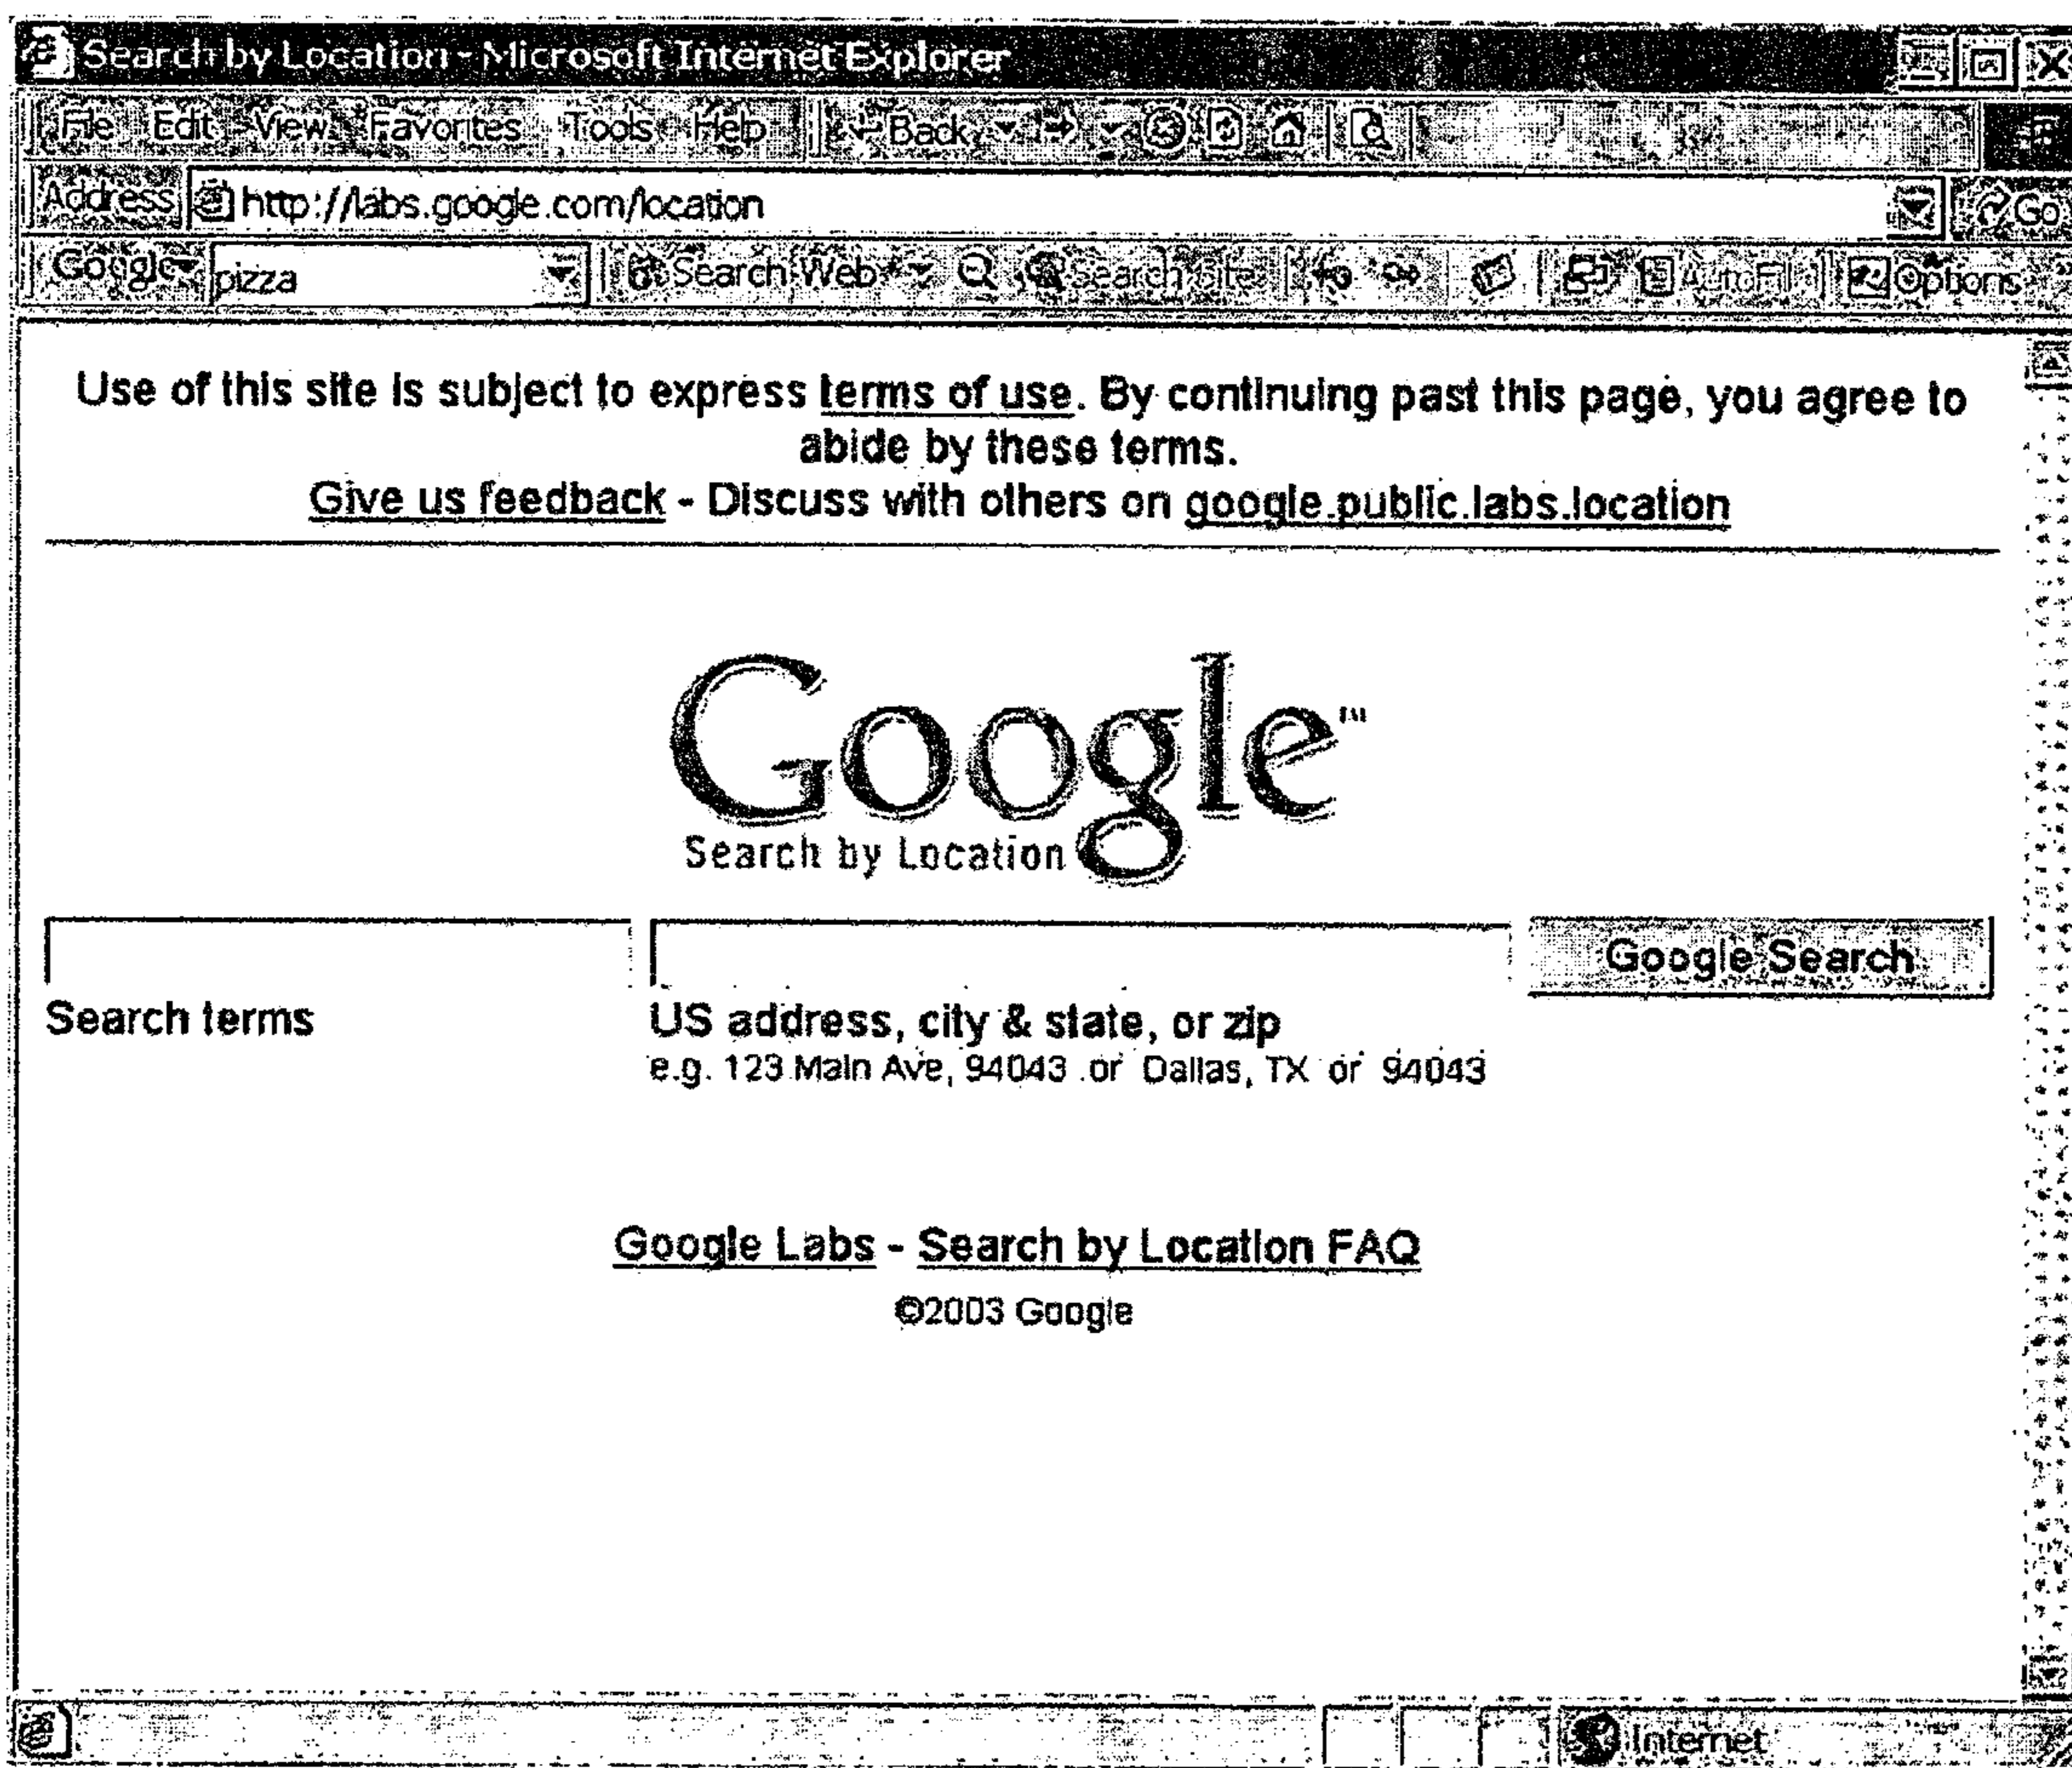 Search by Location - Microsoft Internet Explorer
File Edit View Favorites Tools Help Back
Address http://labs.google.com/location Go
Google pizza Search Web Search Site AutoFill Options
Use of this site is subject to express terms of use. By continuing past this page, you agree to
abide by these terms.
Give us feedback - Discuss with others on google.public.labs.location
Google™
Search by Location
Google Search
Search terms US address, city & state, or zip
e.g. 123 Main Ave, 94043 or Dallas, TX or 94043
Google Labs - Search by Location FAQ
©2003 Google
Internet